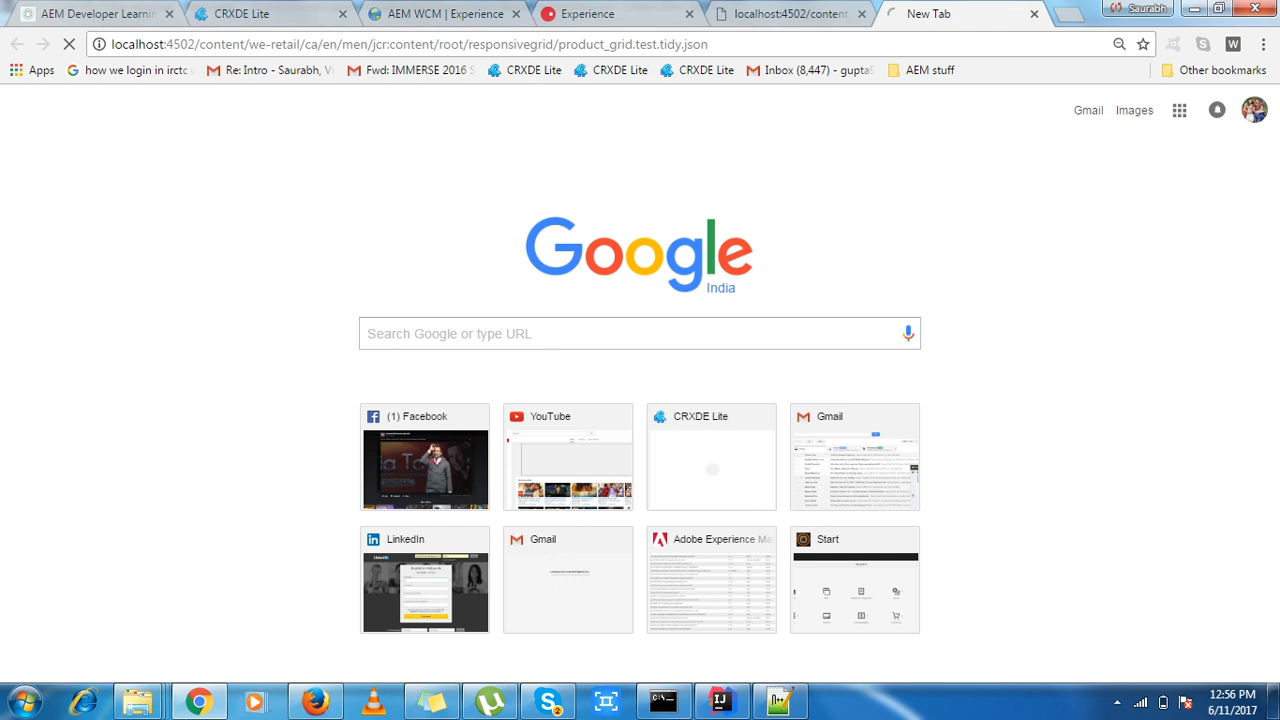 AEM Developer Learnin
CRXDE Lite
AEM WCM | Experience
Experience
localhost:4502/content
New Tab
Saurabh
localhost:4502/content/we-retail/ca/en/men/jcr:content/root/responsivegrid/product_grid.test.tidy.json
Apps
how we login in irctc
Re: Intro - Saurabh, Vi
Fwd: IMMERSE 2016 S
CRXDE Lite
CRXDE Lite
CRXDE Lite
Inbox (8,447) - gupta9
AEM stuff
Other bookmarks
Gmail
Images
Google
India
Search Google or type URL
(1) Facebook
YouTube
CRXDE Lite
Gmail
LinkedIn
Gmail
Adobe Experience Ma
Start
12:56 PM
6/11/2017